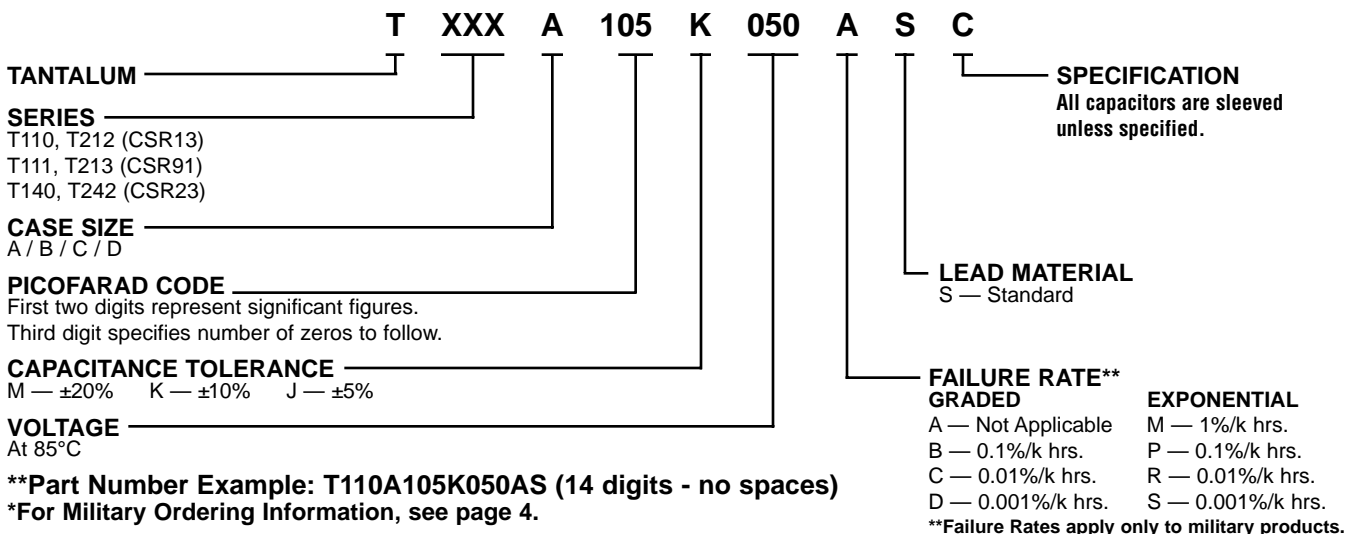 T XXX A 105 K 050 A S C
TANTALUM
SERIES
T110, T212 (CSR13)
T111, T213 (CSR91)
T140, T242 (CSR23)
CASE SIZE
A / B / C / D
PICOFARAD CODE
First two digits represent significant figures.
Third digit specifies number of zeros to follow.
CAPACITANCE TOLERANCE
M — ±20% K — ±10% J — ±5%
VOLTAGE
At 85°C
SPECIFICATION
All capacitors are sleeved
unless specified.
LEAD MATERIAL
S — Standard
FAILURE RATE**
GRADED EXPONENTIAL
A — Not Applicable M — 1%/k hrs.
B — 0.1%/k hrs. P — 0.1%/k hrs.
C — 0.01%/k hrs. R — 0.01%/k hrs.
D — 0.001%/k hrs. S — 0.001%/k hrs.
**Failure Rates apply only to military products.
**Part Number Example: T110A105K050AS (14 digits - no spaces)
*For Military Ordering Information, see page 4.